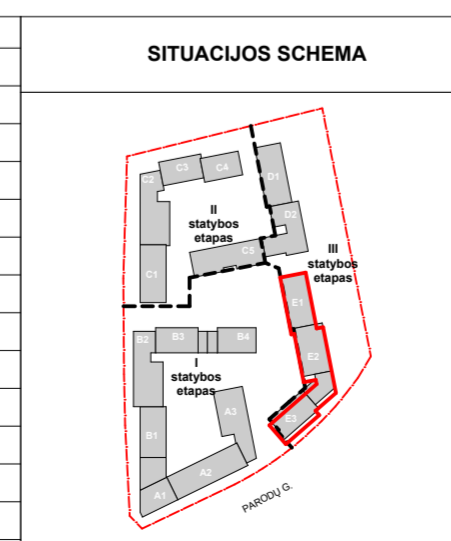 SITUACIJOS SCHEMA
C2
C3
C4
D1
D2
II
statybos
etapas
C5
C1
III
statybos
etapas
E1
B2
B3
B4
E2
I
statybos
etapas
A3
E3
B1
A2
A1
PARODŲ G.